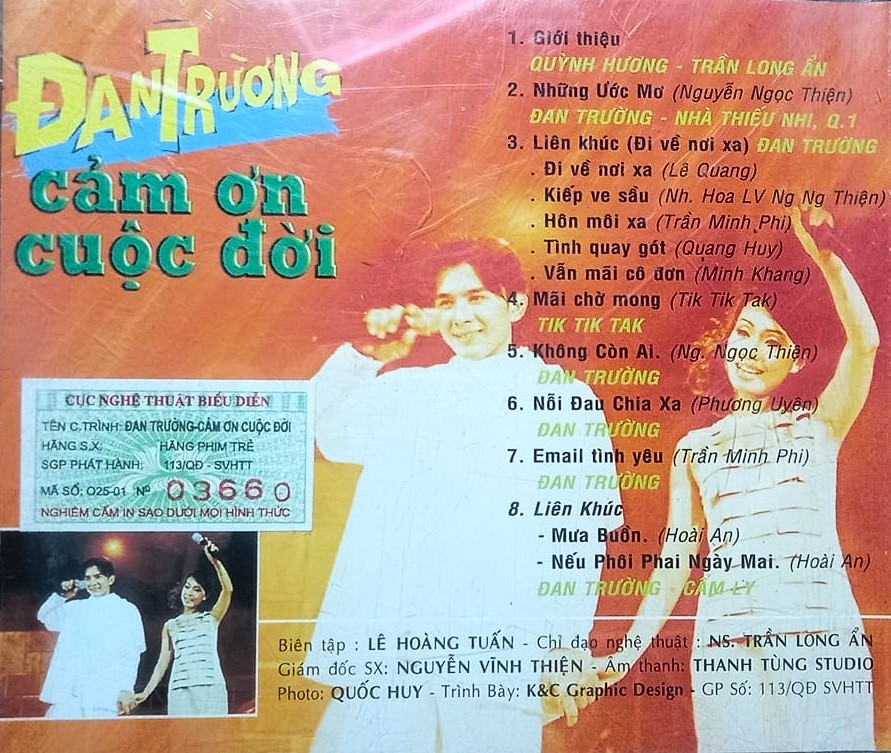 ĐAN TRƯỜNG
cảm ơn
cuộc đời
1. Giới thiệu
QUỲNH HƯƠNG - TRẦN LONG ẨN
2. Những Ước Mơ (Nguyễn Ngọc Thiện)
ĐAN TRƯỜNG - NHÀ THIẾU NHI, Q.1
3. Liên khúc (Đi về nơi xa) ĐAN TRƯỜNG
. Đi về nơi xa (Lê Quang)
. Kiếp ve sầu (Nh. Hoa LV Ng Ng Thiện)
. Hôn môi xa (Trần Minh Phi)
. Tình quay gót (Quang Huy)
. Vẫn mãi cô đơn (Minh Khang)
4. Mãi chờ mong (Tik Tik Tak)
TIK TIK TAK
5. Không Còn Ai. (Ng. Ngọc Thiện)
ĐAN TRƯỜNG
6. Nỗi Đau Chia Xa (Phương Uyên)
ĐAN TRƯỜNG
7. Email tình yêu (Trần Minh Phi)
ĐAN TRƯỜNG
8. Liên Khúc
- Mưa Buồn. (Hoài An)
- Nếu Phôi Phai Ngày Mai. (Hoài An)
ĐAN TRƯỜNG - CẨM LY
CỤC NGHỆ THUẬT BIỂU DIỄN
TÊN C.TRÌNH: ĐAN TRƯỜNG-CẢM ƠN CUỘC ĐỜI
HÃNG S.X: HÃNG PHIM TRẺ
SGP PHÁT HÀNH: 113/QĐ - SVHTT
MÃ SỐ: O25-01 Nº 03660
NGHIÊM CẤM IN SAO DƯỚI MỌI HÌNH THỨC
Biên tập : LÊ HOÀNG TUẤN - Chỉ đạo nghệ thuật : NS. TRẦN LONG ẨN
Giám đốc SX: NGUYỄN VĨNH THIỆN - Âm thanh: THANH TÙNG STUDIO
Photo: QUỐC HUY - Trình Bày: K&C Graphic Design - GP Số: 113/QĐ SVHTT